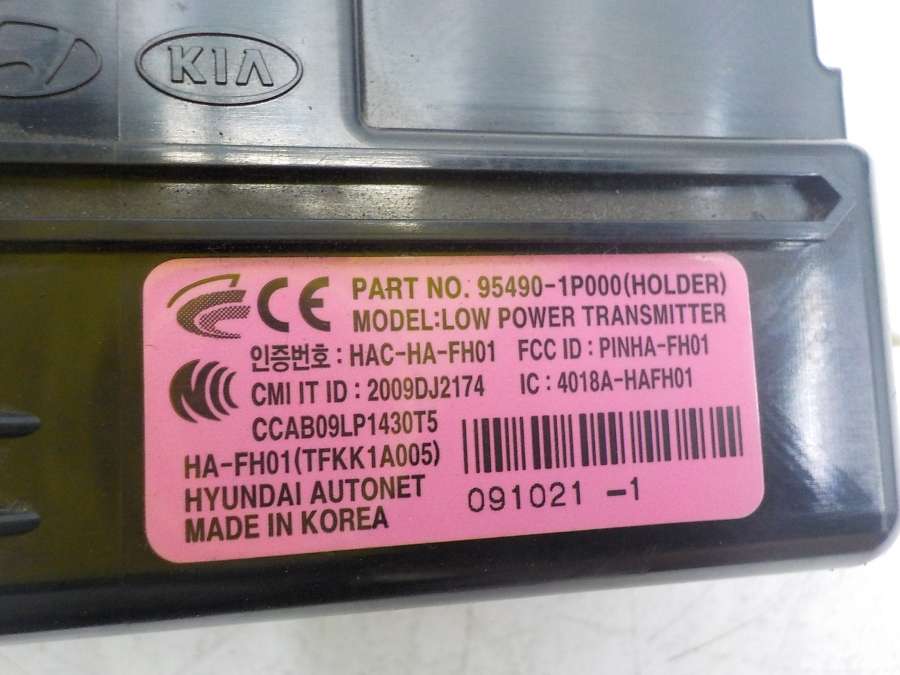 KIA
CE PART NO. 95490-1P000(HOLDER)
MODEL:LOW POWER TRANSMITTER
인증번호 : HAC-HA-FH01 FCC ID : PINHA-FH01
CMI IT ID : 2009DJ2174 IC : 4018A-HAFH01
CCAB09LP1430T5
HA-FH01(TFKK1A005)
HYUNDAI AUTONET
091021 -1
MADE IN KOREA